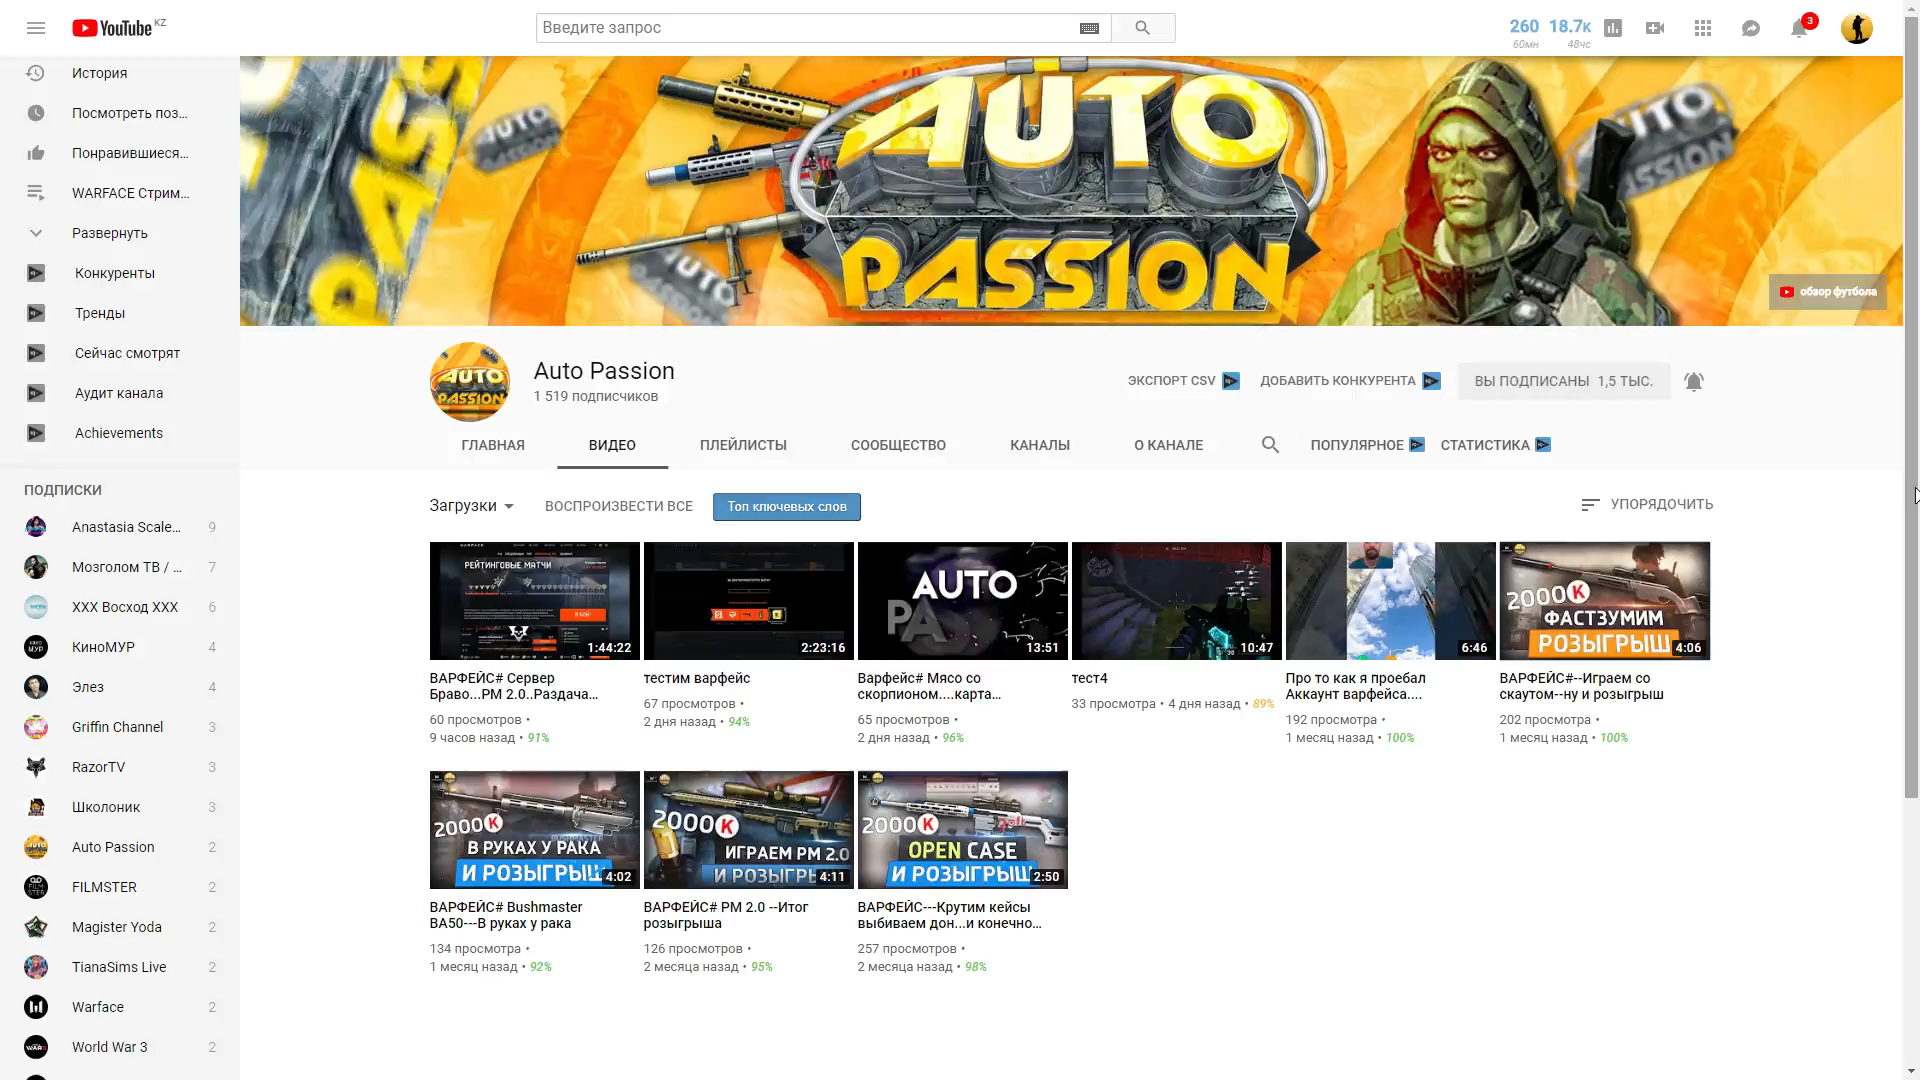 YouTube KZ
Введите запрос
260 18.7к
60мн 48чс
3
История
Посмотреть поз...
Понравившиеся...
WARFACE Стрим...
Развернуть
Конкуренты
Тренды
Сейчас смотрят
Аудит канала
Achievements
ПОДПИСКИ
Anastasia Scale... 9
Мозголом ТВ / ... 7
XXX Восход XXX 6
КиноМУР 4
Элез 4
Griffin Channel 3
RazorTV 3
Школоник 3
Auto Passion 2
FILMSTER 2
Magister Yoda 2
TianaSims Live 2
Warface 2
World War 3 2
AUTO
PASSION
обзор футбола
Auto Passion
1 519 подписчиков
ЭКСПОРТ CSV ДОБАВИТЬ КОНКУРЕНТА ВЫ ПОДПИСАНЫ 1,5 ТЫС.
ГЛАВНАЯ ВИДЕО ПЛЕЙЛИСТЫ СООБЩЕСТВО КАНАЛЫ О КАНАЛЕ ПОПУЛЯРНОЕ СТАТИСТИКА
Загрузки ВОСПРОИЗВЕСТИ ВСЕ Топ ключевых слов УПОРЯДОЧИТЬ
РЕЙТИНГОВЫЕ МАТЧИ
1:44:22
ВАРФЕЙС# Сервер
Браво...РМ 2.0..Раздача...
60 просмотров •
9 часов назад • 91%
2:23:16
тестим варфейс
67 просмотров •
2 дня назад • 94%
AUTO
PA
13:51
Варфейс# Мясо со
скорпионом....карта...
65 просмотров •
2 дня назад • 96%
10:47
тест4
33 просмотра • 4 дня назад • 89%
6:46
Про то как я проебал
Аккаунт варфейса....
192 просмотра •
1 месяц назад • 100%
2000К
ФАСТЗУМИМ
РОЗЫГРЫШ
4:06
ВАРФЕЙС#--Играем со
скаутом--ну и розыгрыш
202 просмотра •
1 месяц назад • 100%
2000К
BUSHMASTER
В РУКАХ У РАКА
И РОЗЫГРЫШ
4:02
ВАРФЕЙС# Bushmaster
BA50---В руках у рака
134 просмотра •
1 месяц назад • 92%
2000К
ИГРАЕМ РМ 2.0
И РОЗЫГРЫ
4:11
ВАРФЕЙС# РМ 2.0 --Итог
розыгрыша
126 просмотров •
2 месяца назад • 95%
2000К
OPEN CASE
И РОЗЫГРЫШ
2:50
ВАРФЕЙС---Крутим кейсы
выбиваем дон...и конечно...
257 просмотров •
2 месяца назад • 98%